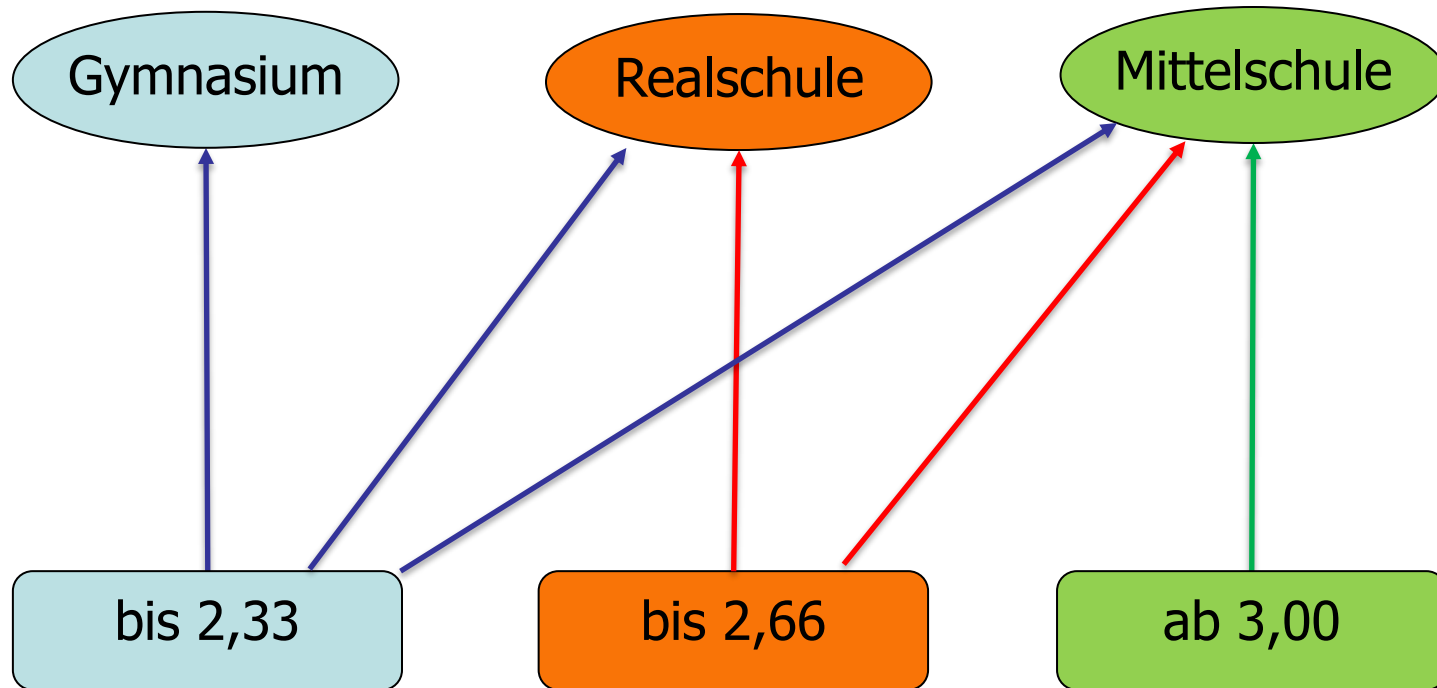 Gymnasium
Realschule
Mittelschule
bis 2,33
bis 2,66
ab 3,00